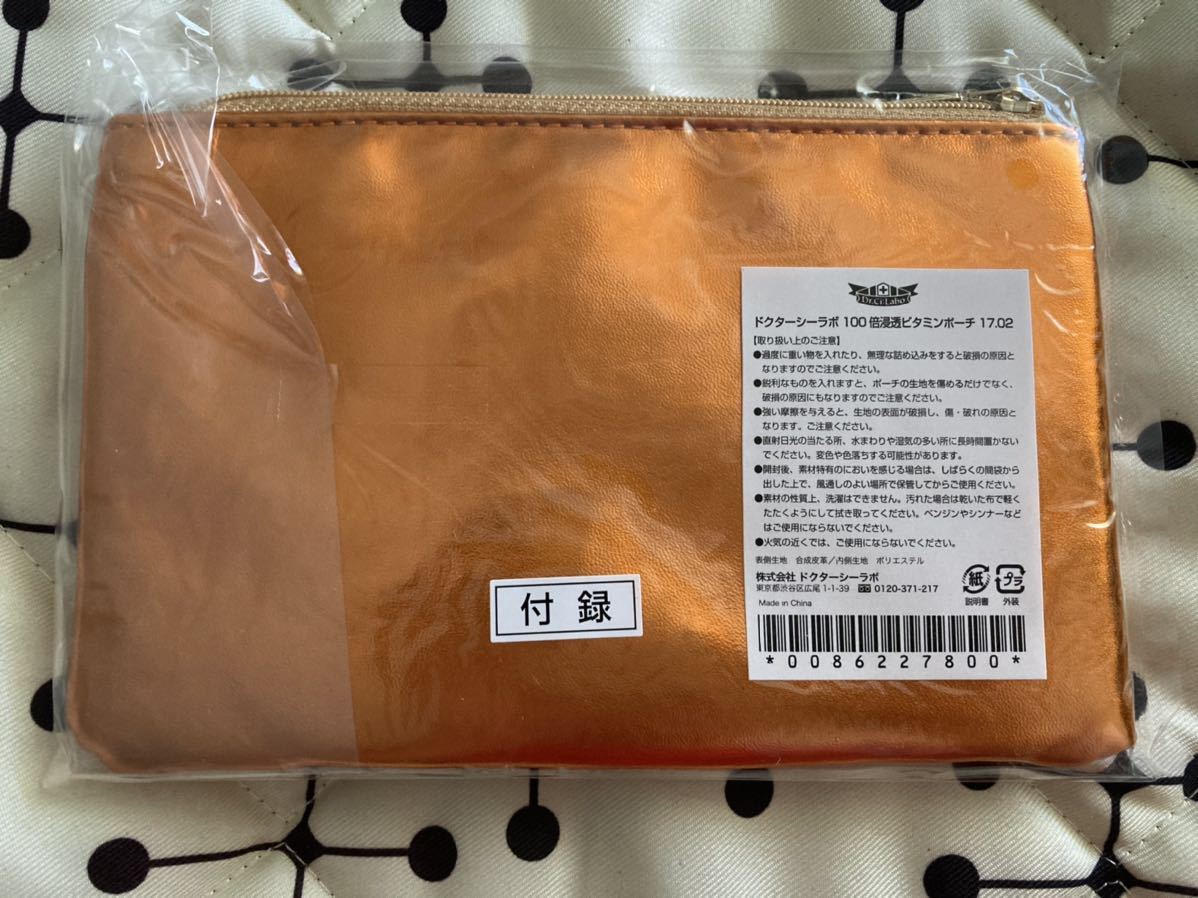 Dr.Ci:Labo
ドクターシーラボ 100倍浸透ビタミンポーチ 17.02
【取り扱い上のご注意】
●過度に重い物を入れたり、無理な詰め込みをすると破損の原因と
なりますのでご注意ください。
●鋭利なものを入れますと、ポーチの生地を傷めるだけでなく、
破損の原因にもなりますのでご注意ください。
●強い摩擦を与えると、生地の表面が破損し、傷・破れの原因と
なります。ご注意ください。
●直射日光の当たる所、水まわりや湿気の多い所に長時間置かない
でください。変色や色落ちする可能性があります。
●開封後、素材特有のにおいを感じる場合は、しばらくの間袋から
出した上で、風通しのよい場所で保管してからご使用ください。
●素材の性質上、洗濯はできません。汚れた場合は乾いた布で軽く
たたくようにして拭き取ってください。ベンジンやシンナーなど
はご使用にならないでください。
●火気の近くでは、ご使用にならないでください。
表側生地 合成皮革/内側生地 ポリエステル
株式会社 ドクターシーラボ
東京都渋谷区広尾 1-1-39 0120-371-217
Made in China
紙 説明書
プラ 外装
*0086227800*
付録